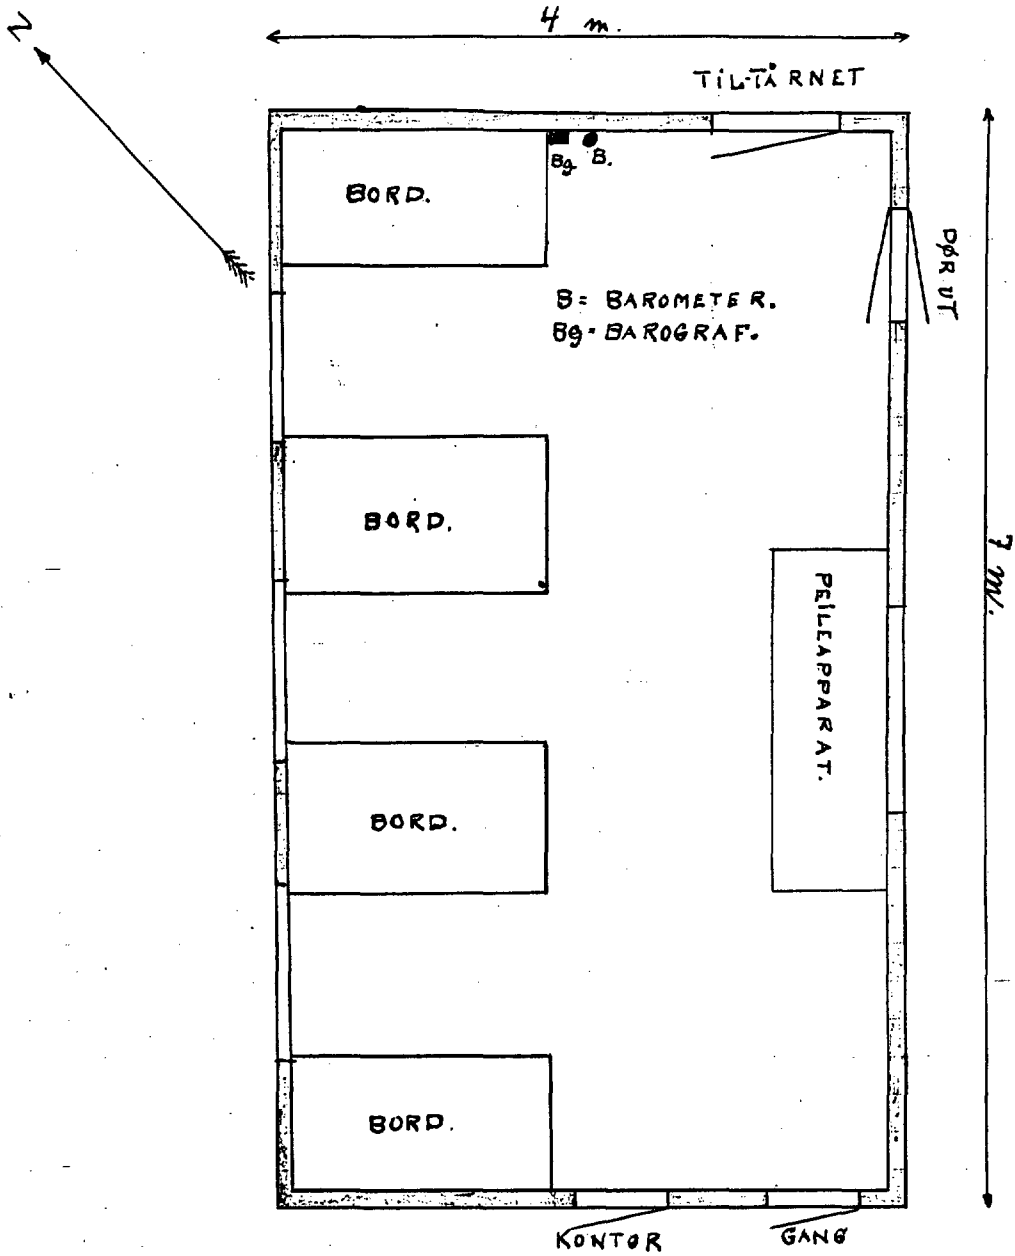 4 m.
N
TIL TÅRNET
Bg B.
BORD.
DØR UT
B = BAROMETER.
Bg = BAROGRAF.
BORD.
7 m.
PEILEAPPARAT.
BORD.
BORD.
KONTOR GANG